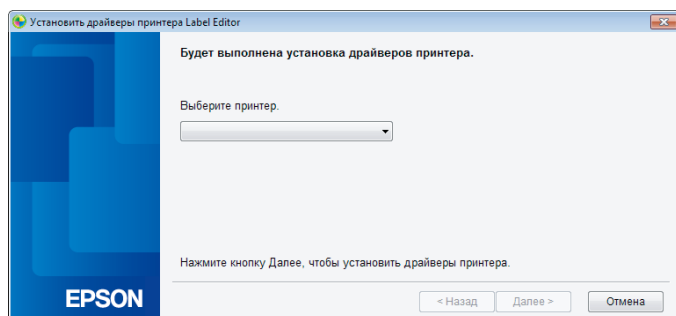 Установить драйверы принтера Label Editor
Будет выполнена установка драйверов принтера.
Выберите принтер.
Нажмите кнопку Далее, чтобы установить драйверы принтера.
EPSON
< Назад
Далее >
Отмена